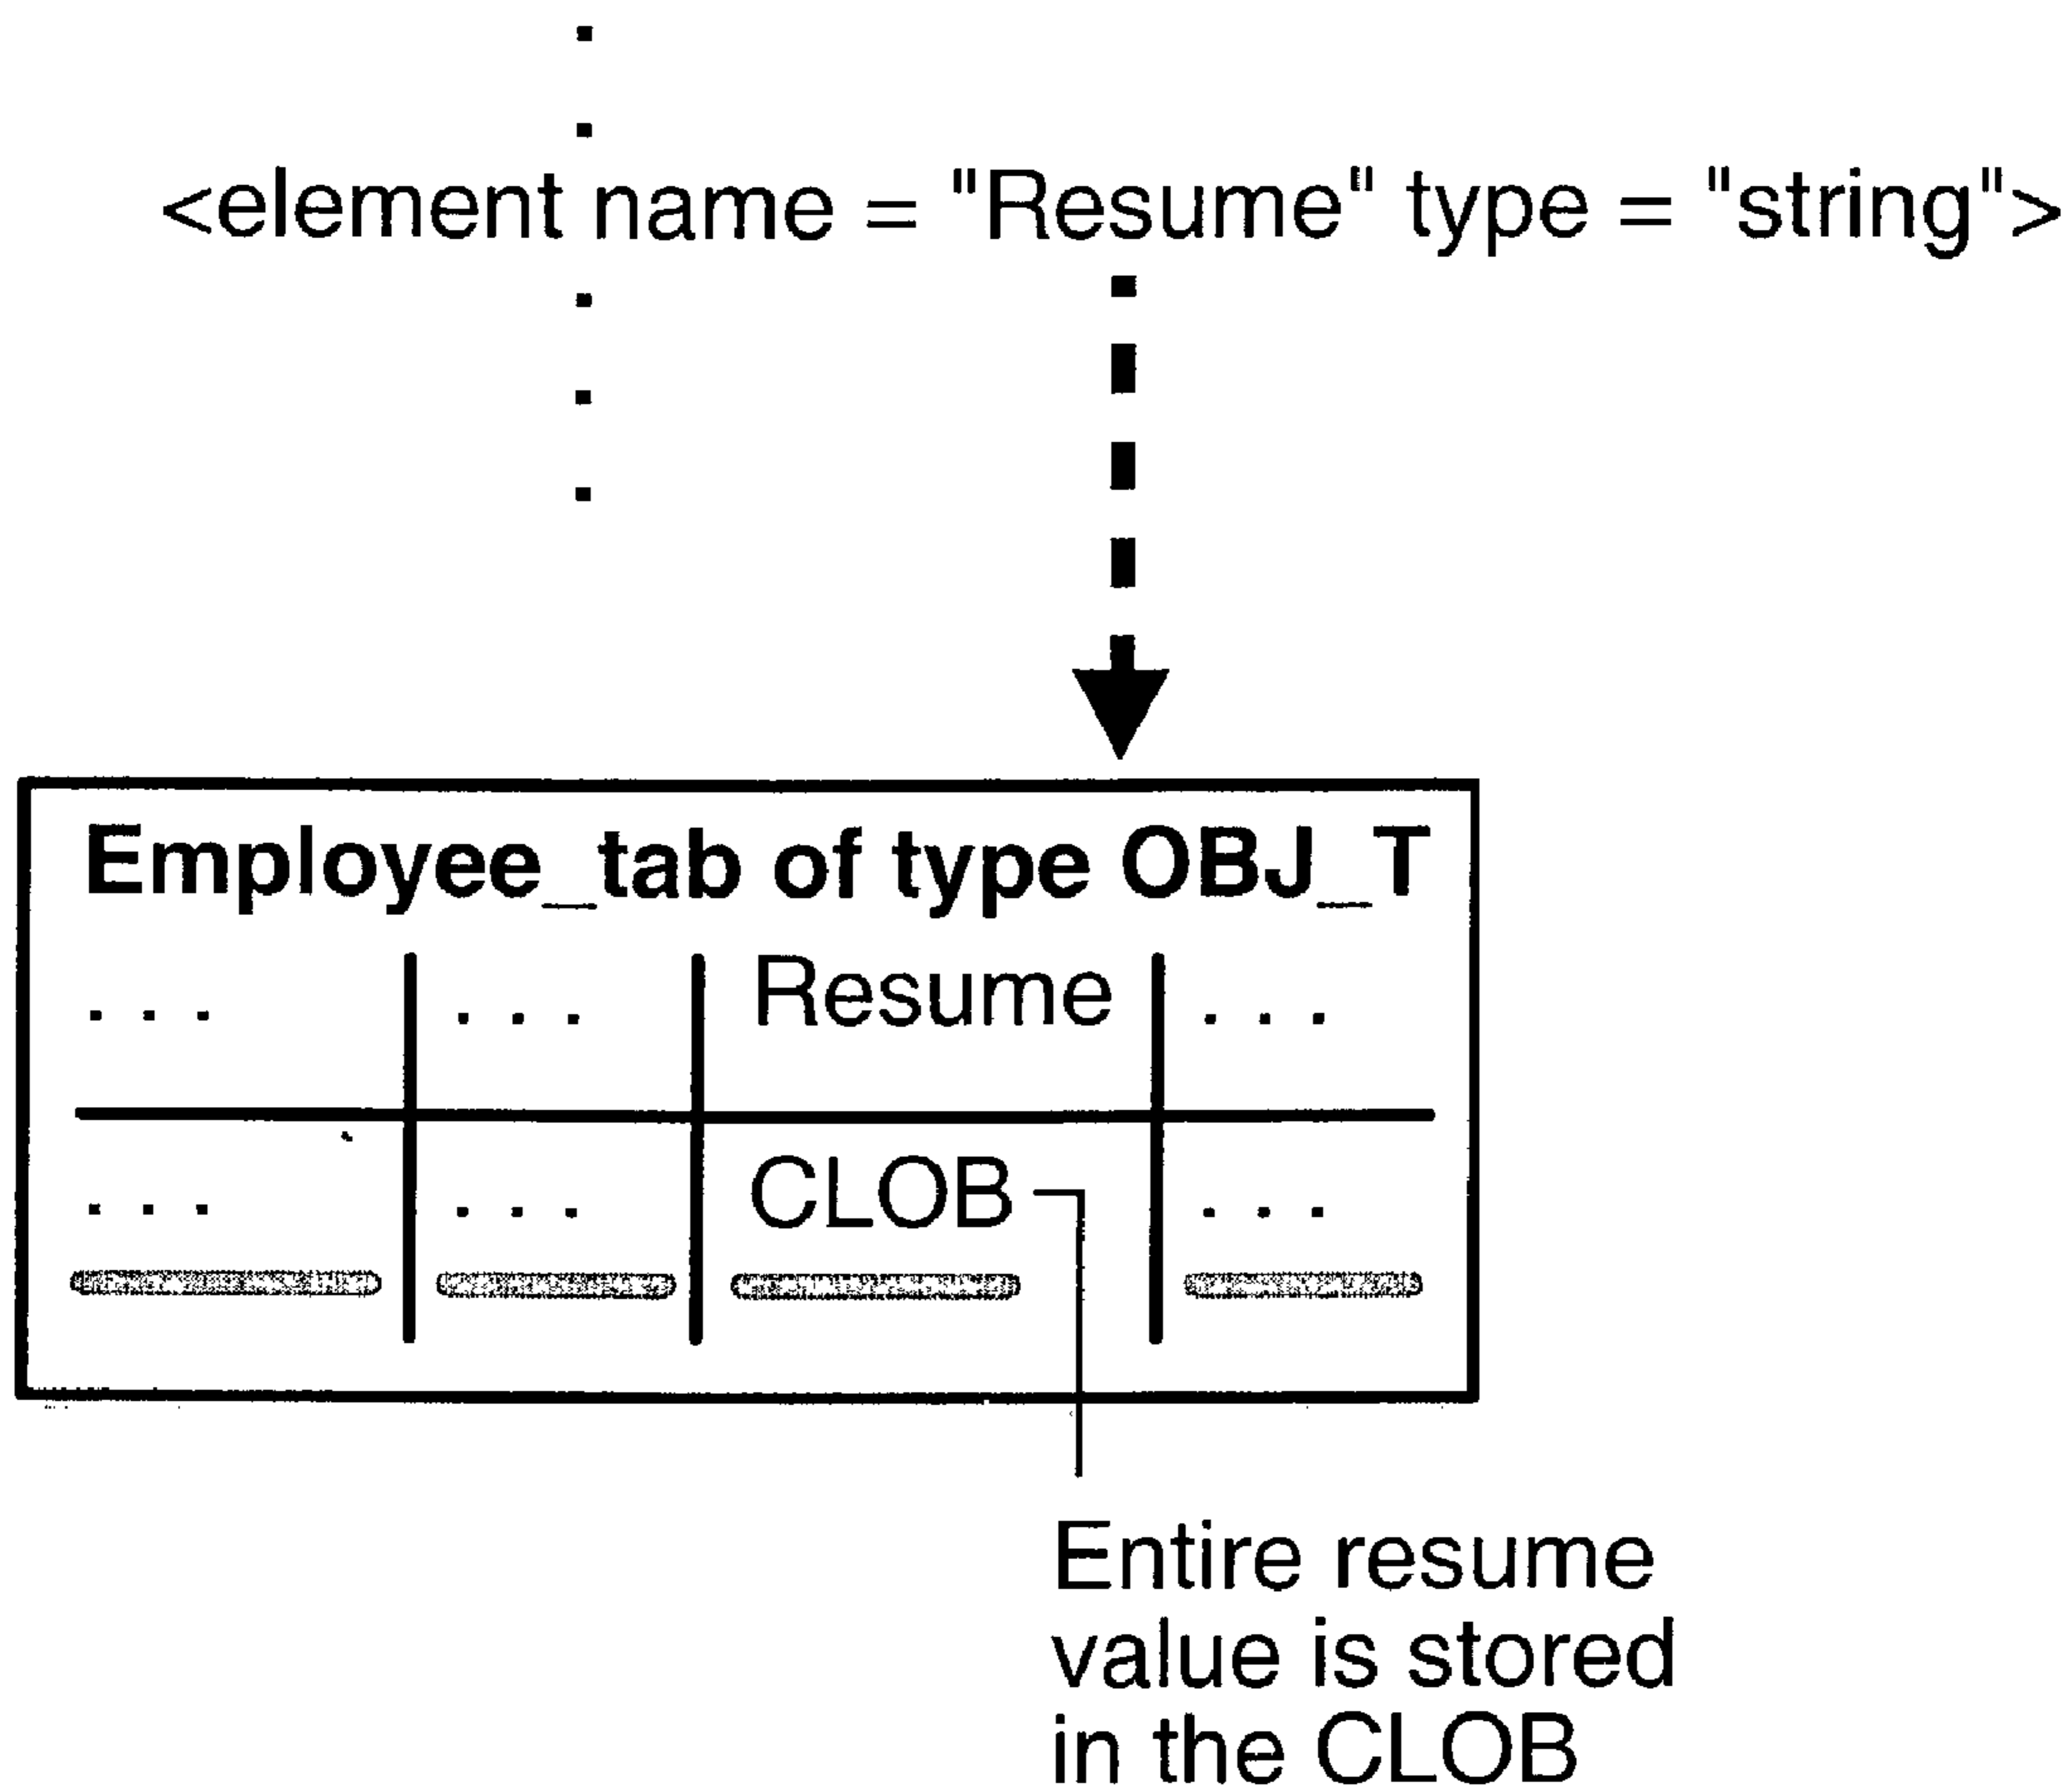 .
.
<element name = "Resume" type = "string">
.
.
.
Employee_tab of type OBJ_T
. . . . . . Resume . . .
. . . . . . CLOB . . .
Entire resume
value is stored
in the CLOB